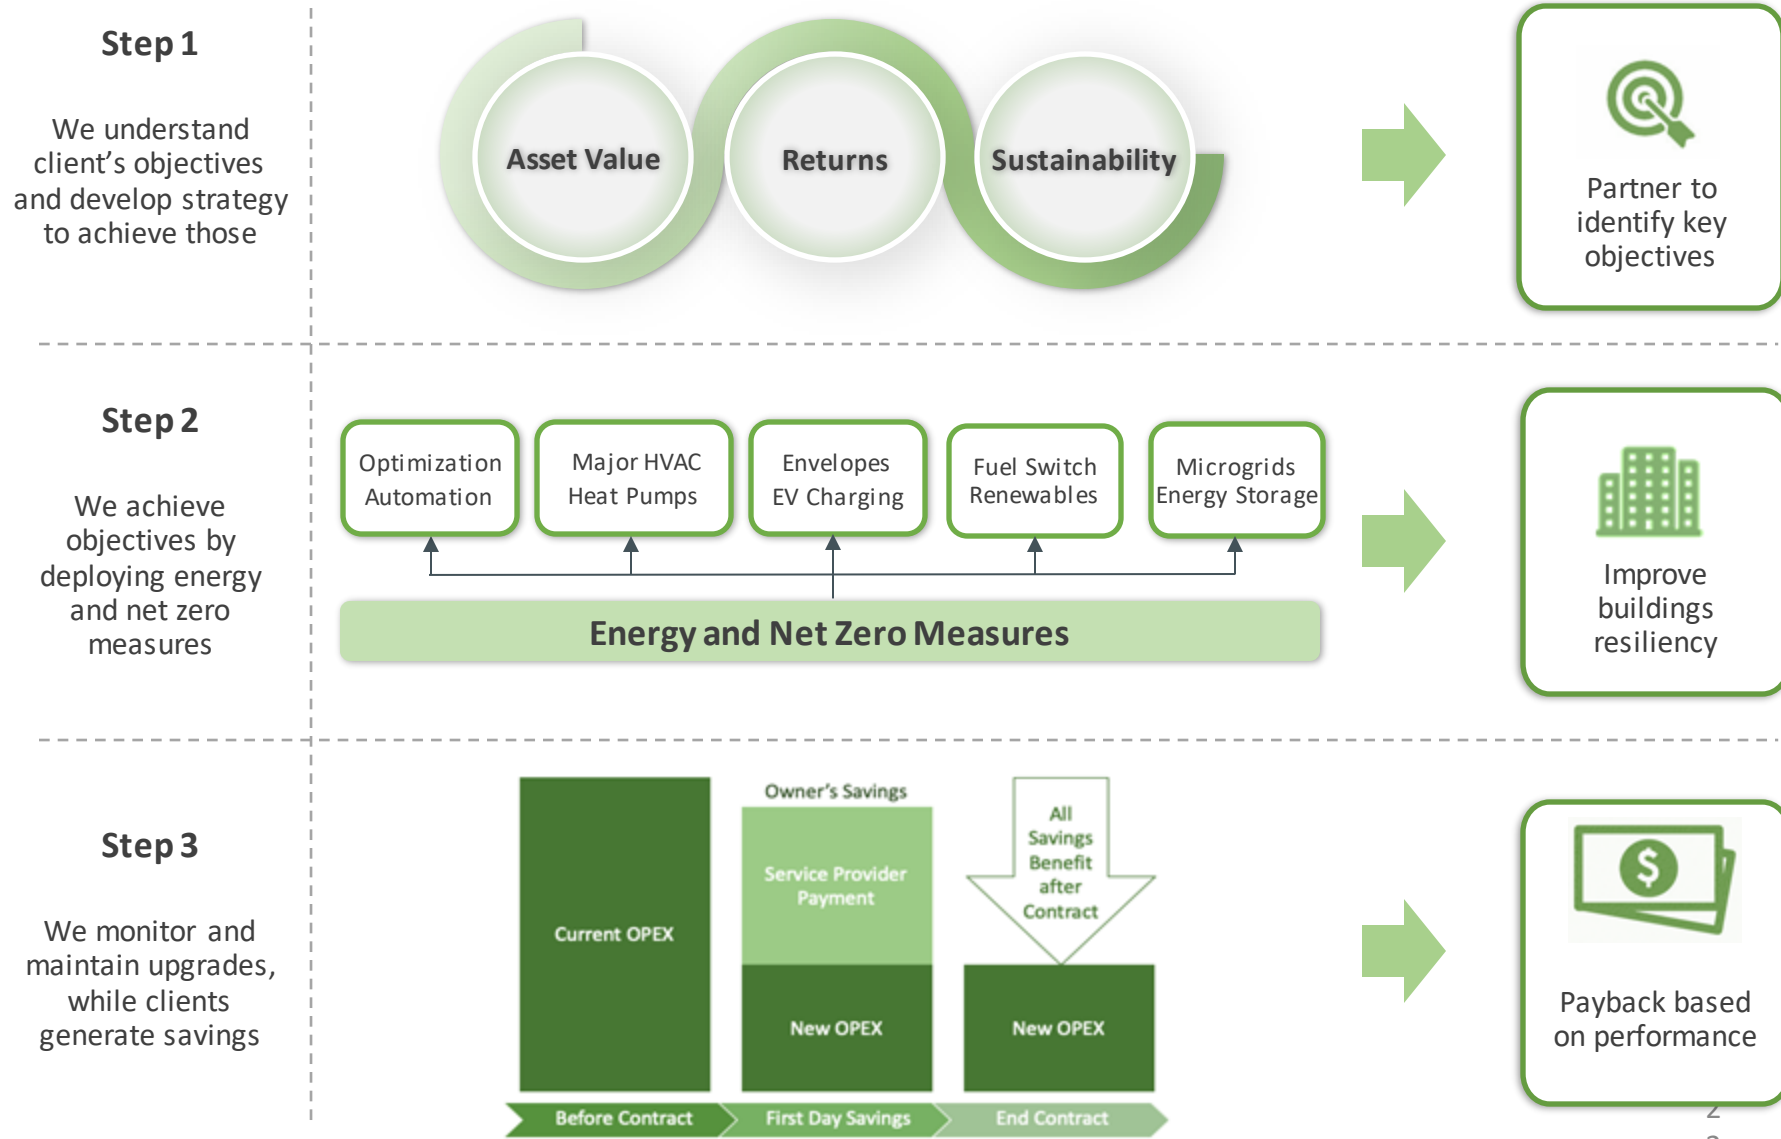 Step 1
We understand
client's objectives
and develop strategy
to achieve those
Asset Value
Returns
Sustainability
Partner to
identify key
objectives
Step 2
We achieve
objectives by
deploying energy
and net zero
measures
Optimization
Automation
Major HVAC
Heat Pumps
Envelopes
EV Charging
Fuel Switch
Renewables
Microgrids
Energy Storage
Energy and Net Zero Measures
Improve
buildings
resiliency
Step 3
We monitor and
maintain upgrades,
while clients
generate savings
Current OPEX
Owner's Savings
Service Provider
Payment
New OPEX
All
Savings
Benefit
after
Contract
New OPEX
Before Contract
First Day Savings
End Contract
$
Payback based
on performance